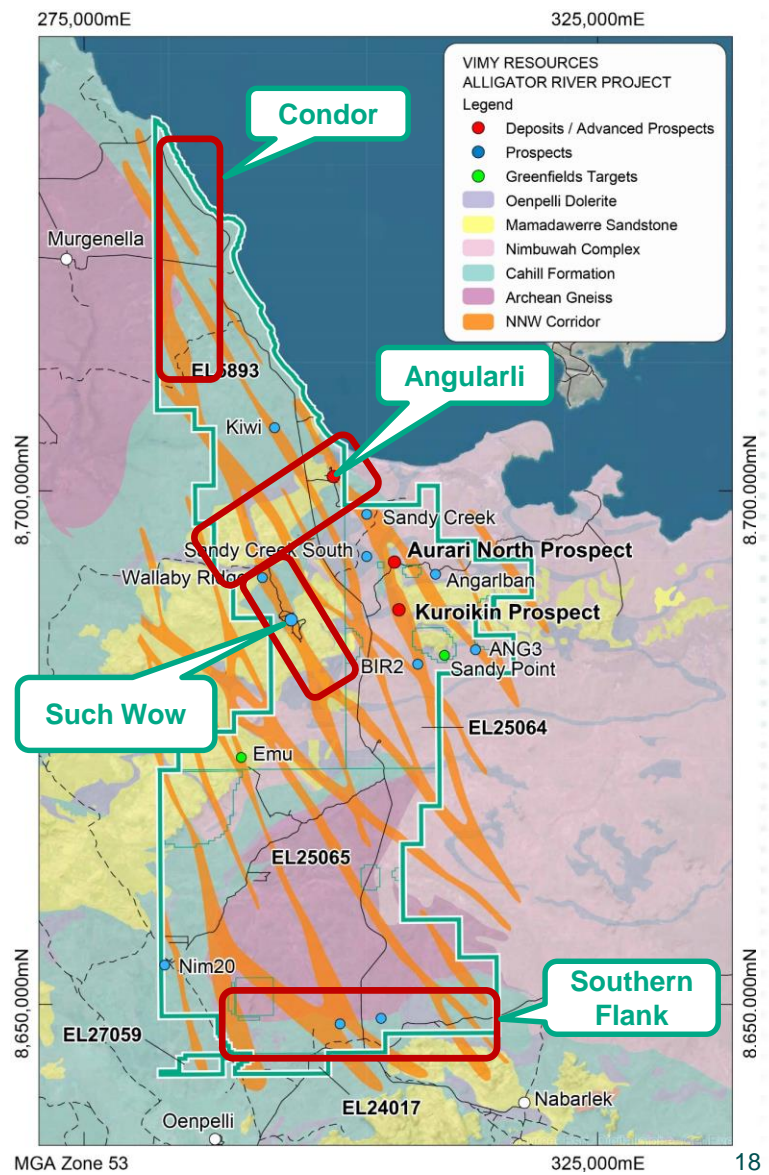 275,000mE
325,000mE
VIMY RESOURCES
ALLIGATOR RIVER PROJECT
Legend
Deposits / Advanced Prospects
Prospects
Greenfields Targets
Oenpelli Dolerite
Mamadawerre Sandstone
Nimbuwah Complex
Cahill Formation
Archean Gneiss
NNW Corridor
Condor
Murgenella
EL5893
Angularli
Kiwi
8,700,000mN
8,700,000mN
Sandy Creek
Sandy Creek South
Aurari North Prospect
Wallaby Ridge
Angarlban
Kuroikin Prospect
ANG3
BIR2
Sandy Point
Such Wow
EL25064
Emu
EL25065
Nim20
Southern
Flank
8,650,000mN
8,650,000mN
EL27059
EL24017
Nabarlek
Oenpelli
MGA Zone 53
325,000mE
18